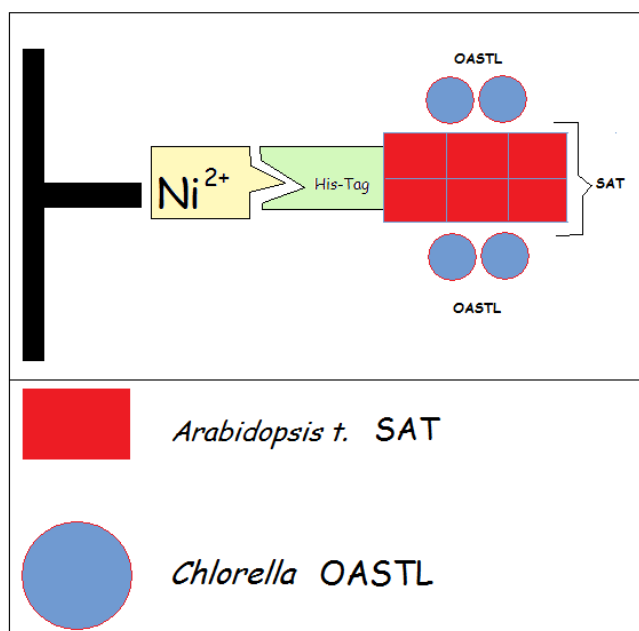 OASTL
Ni2+
His-Tag
SAT
OASTL
Arabidopsis t. SAT
Chlorella OASTL